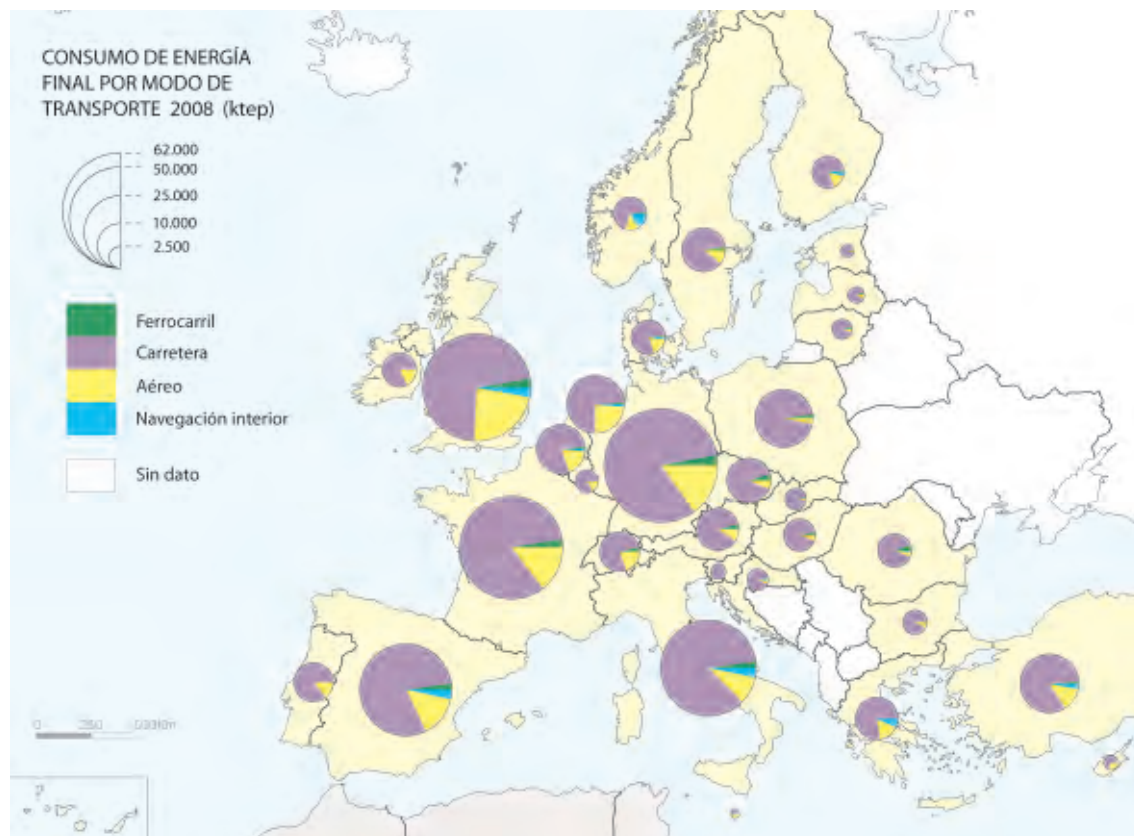 CONSUMO DE ENERGÍA
FINAL POR MODO DE
TRANSPORTE 2008 (ktep)
62.000
50.000
25.000
10.000
2.500
Ferrocarril
Carretera
Aéreo
Navegación interior
Sin dato
0 250